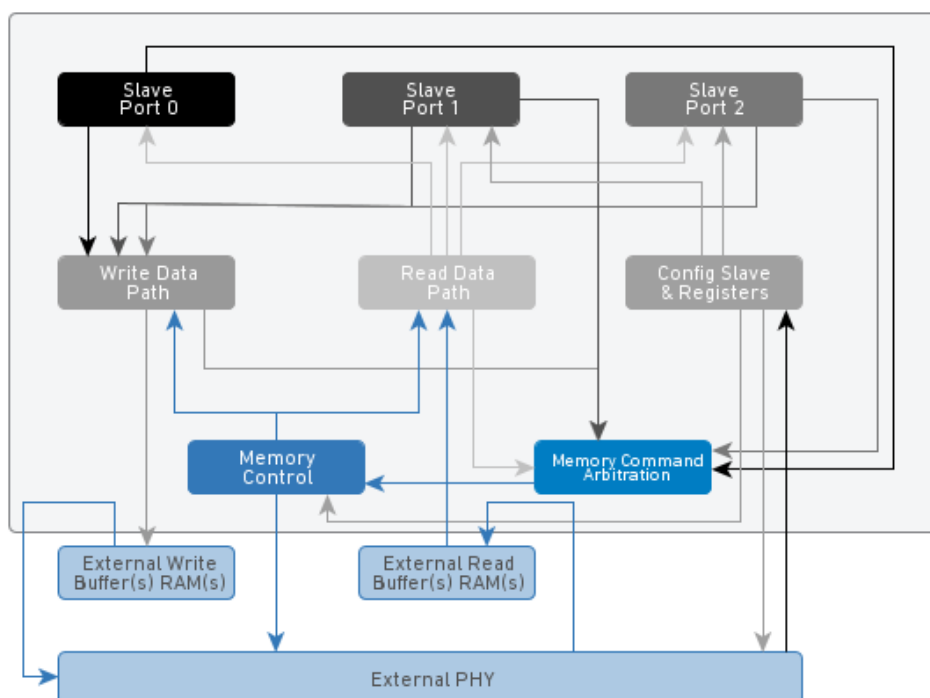 Slave
Port 0
Slave
Port 1
Slave
Port 2
Write Data
Path
Read Data
Path
Config Slave
& Registers
Memory
Control
Memory Command
Arbitration
External Write
Buffer(s) RAM(s)
External Read
Buffer(s) RAM(s)
External PHY